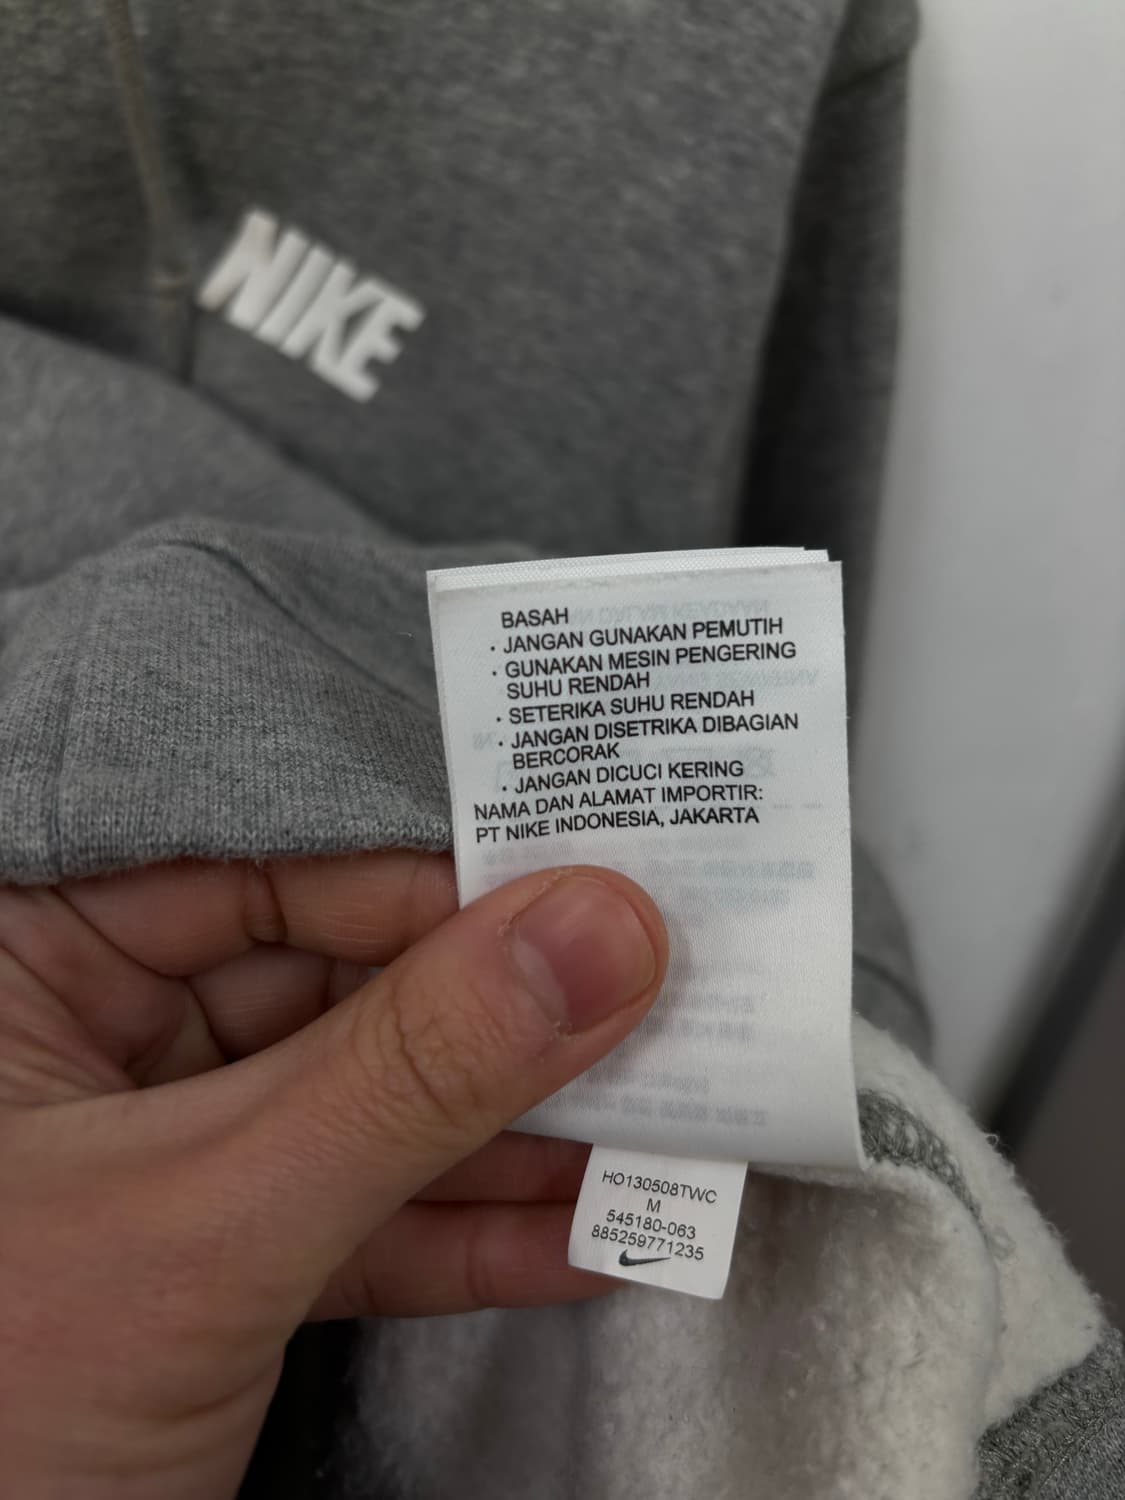 NIKE
BASAH
· JANGAN GUNAKAN PEMUTIH
· GUNAKAN MESIN PENGERING
SUHU RENDAH
· SETERIKA SUHU RENDAH
· JANGAN DISETRIKA DIBAGIAN
BERCORAK
· JANGAN DICUCI KERING
NAMA DAN ALAMAT IMPORTIR:
PT NIKE INDONESIA, JAKARTA
HO130508TWC
M
545180-063
885259771235